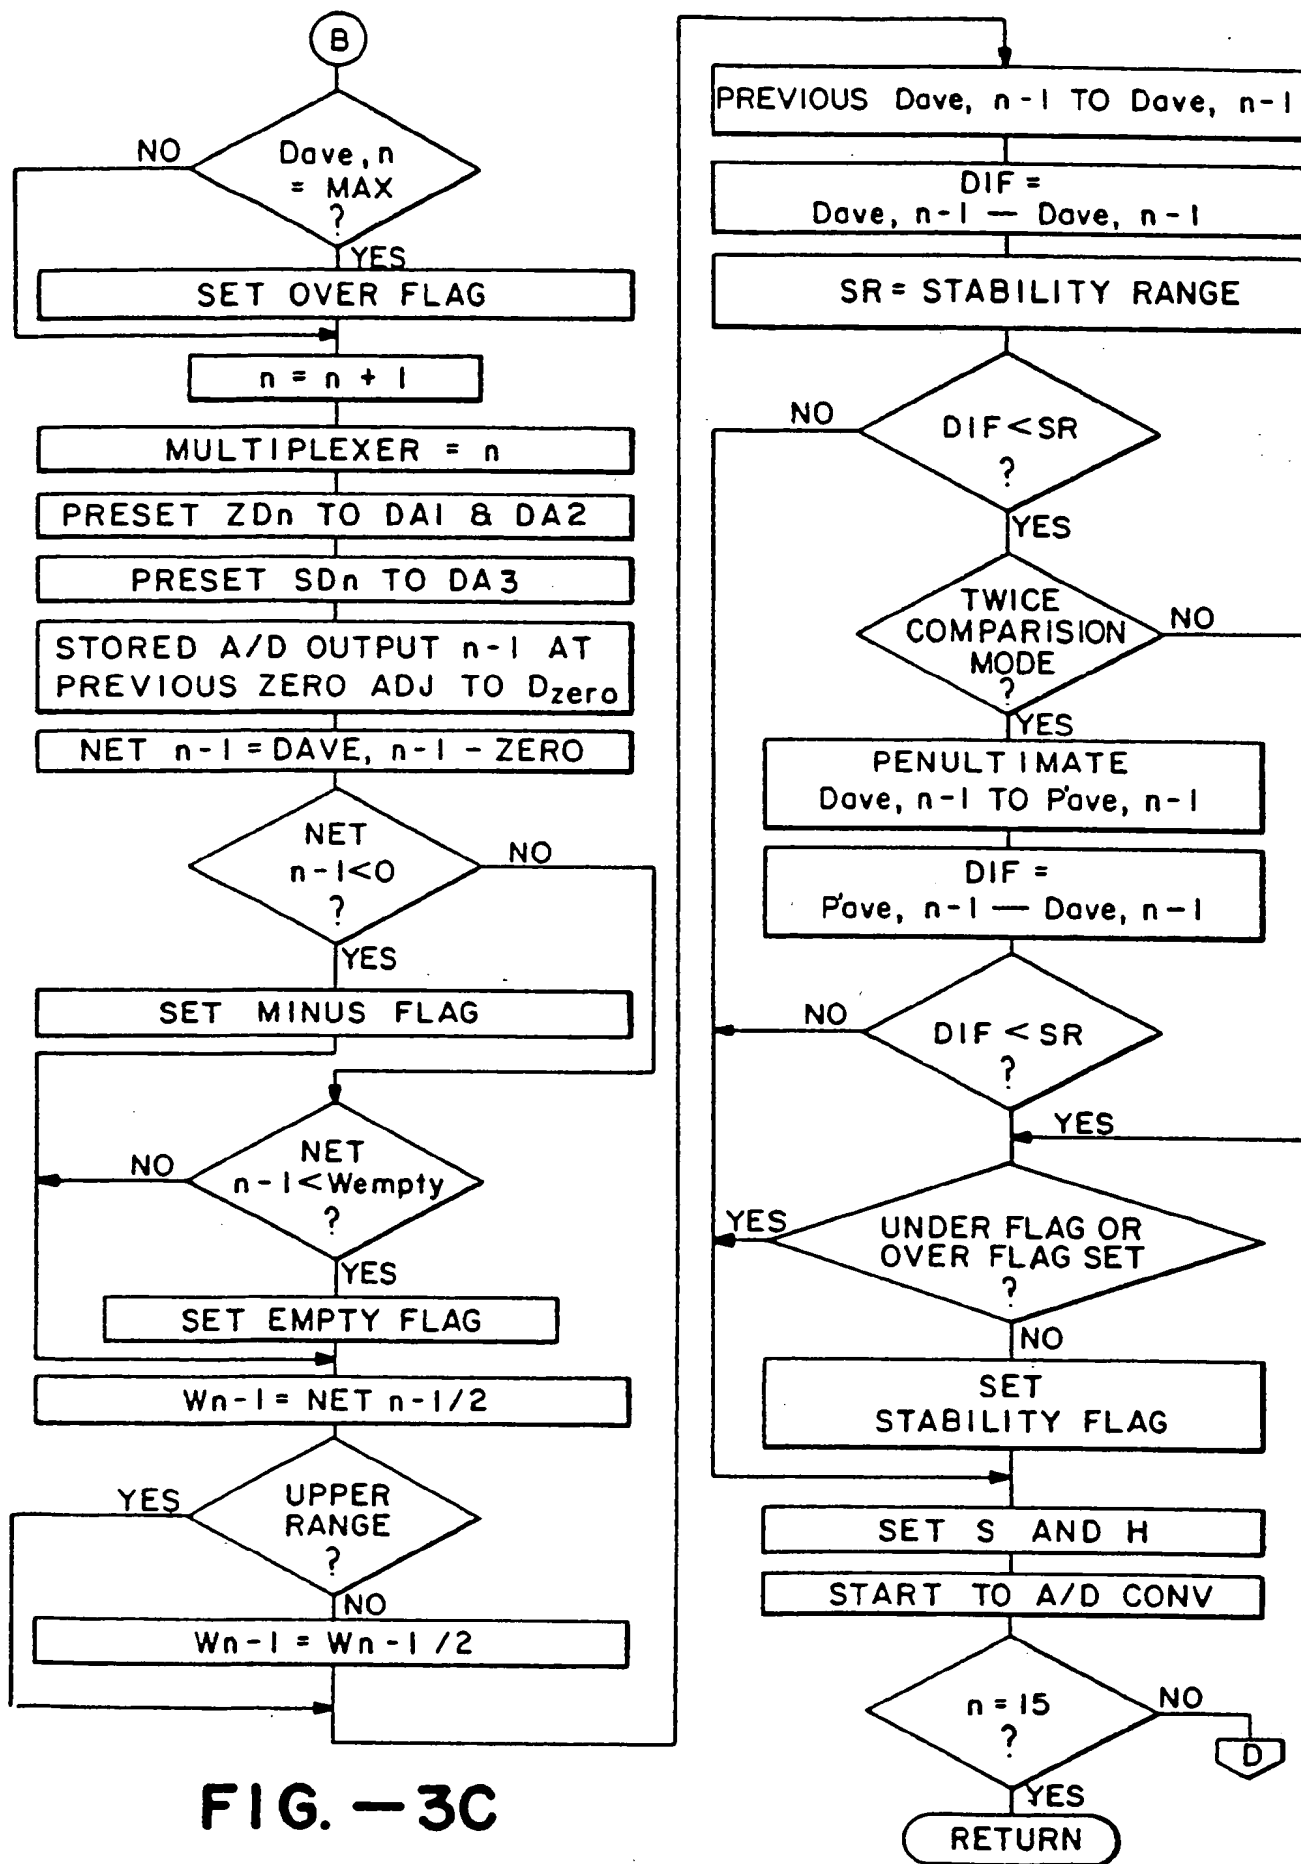 B
Dave, n
= MAX
?
NO
YES
SET OVER FLAG
n = n + 1
MULTIPLEXER = n
PRESET ZDn TO DA1 & DA2
PRESET SDn TO DA3
STORED A/D OUTPUT n-1 AT
PREVIOUS ZERO ADJ TO Dzero
NET n-1 = DAVE, n-1 - ZERO
NET
n-1<0
?
NO
YES
SET MINUS FLAG
NET
n-1<Wempty
?
NO
YES
SET EMPTY FLAG
Wn-1 = NET n-1/2
UPPER
RANGE
?
YES
NO
Wn-1 = Wn-1/2
PREVIOUS Dave, n-1 TO Dave, n-1
DIF =
Dave, n-1 — Dave, n-1
SR = STABILITY RANGE
DIF<SR
?
NO
YES
TWICE
COMPARISION
MODE
?
NO
YES
PENULTIMATE
Dave, n-1 TO P'ave, n-1
DIF =
P'ave, n-1 — Dave, n-1
DIF<SR
?
NO
YES
UNDER FLAG OR
OVER FLAG SET
?
YES
NO
SET
STABILITY FLAG
SET S AND H
START TO A/D CONV
n = 15
?
NO
D
YES
RETURN
FIG. — 3C